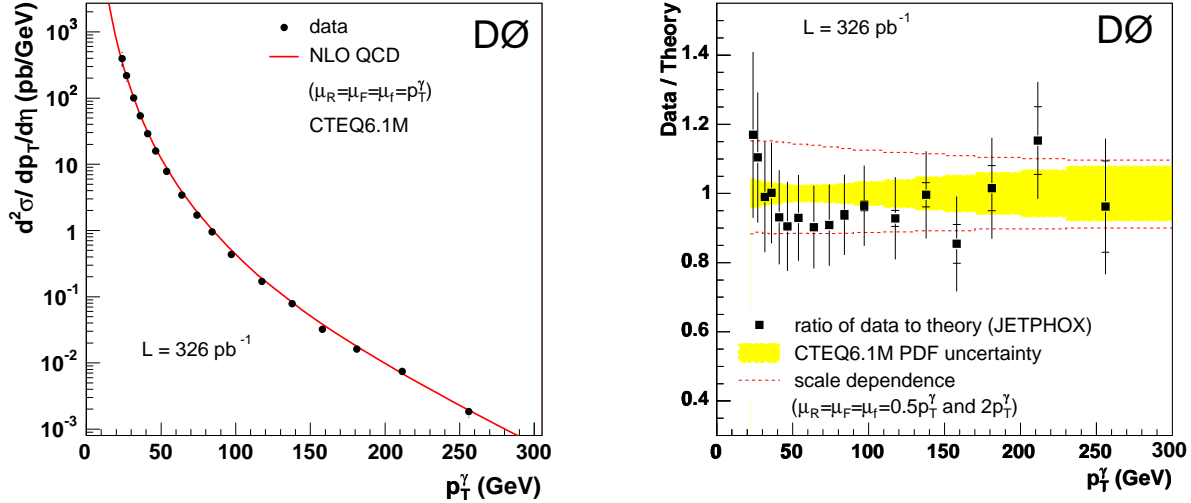 d²σ/ dp_T/dη (pb/GeV)
10³
10²
10
1
10⁻¹
10⁻²
10⁻³
DØ
data
NLO QCD
(μ_R=μ_F=μ_f=p_T^γ)
CTEQ6.1M
L = 326 pb⁻¹
0 50 100 150 200 250 300
p_T^γ (GeV)
Data / Theory
1.6
1.4
1.2
1
0.8
0.6
0.4
L = 326 pb⁻¹
DØ
ratio of data to theory (JETPHOX)
CTEQ6.1M PDF uncertainty
scale dependence
(μ_R=μ_F=μ_f=0.5p_T^γ and 2p_T^γ)
0 50 100 150 200 250 300
p_T^γ (GeV)